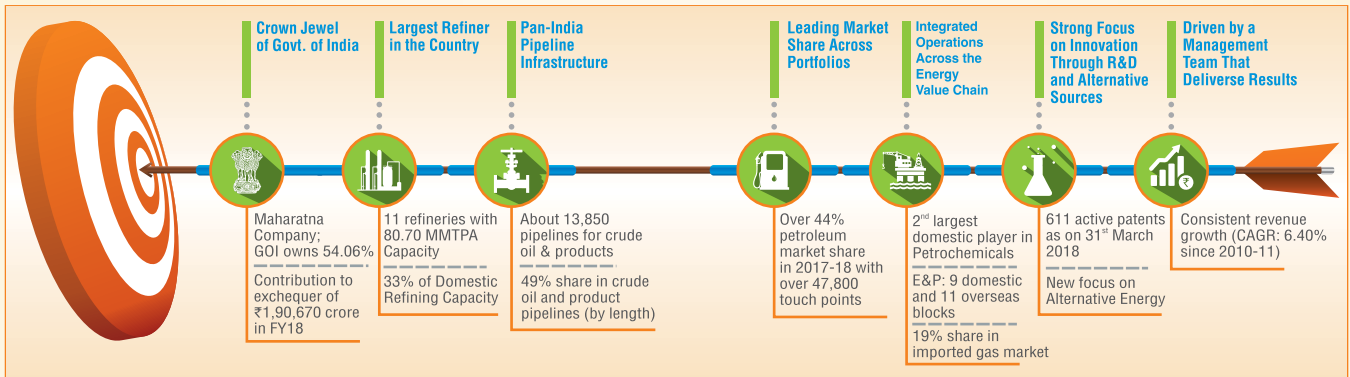 Crown Jewel
of Govt. of India
Maharatna
Company;
GOI owns 54.06%
Contribution to
exchequer of
₹1,90,670 crore
in FY18
Largest Refiner
in the Country
11 refineries with
80.70 MMTPA
Capacity
33% of Domestic
Refining Capacity
Pan-India
Pipeline
Infrastructure
About 13,850
pipelines for crude
oil & products
49% share in crude
oil and product
pipelines (by length)
Leading Market
Share Across
Portfolios
Over 44%
petroleum
market share
in 2017-18 with
over 47,800
touch points
Integrated
Operations
Across the
Energy
Value Chain
2nd largest
domestic player in
Petrochemicals
E&P: 9 domestic
and 11 overseas
blocks
19% share in
imported gas market
Strong Focus
on Innovation
Through R&D
and Alternative
Sources
611 active patents
as on 31st March
2018
New focus on
Alternative Energy
Driven by a
Management
Team That
Deliverse Results
₹
Consistent revenue
growth (CAGR: 6.40%
since 2010-11)